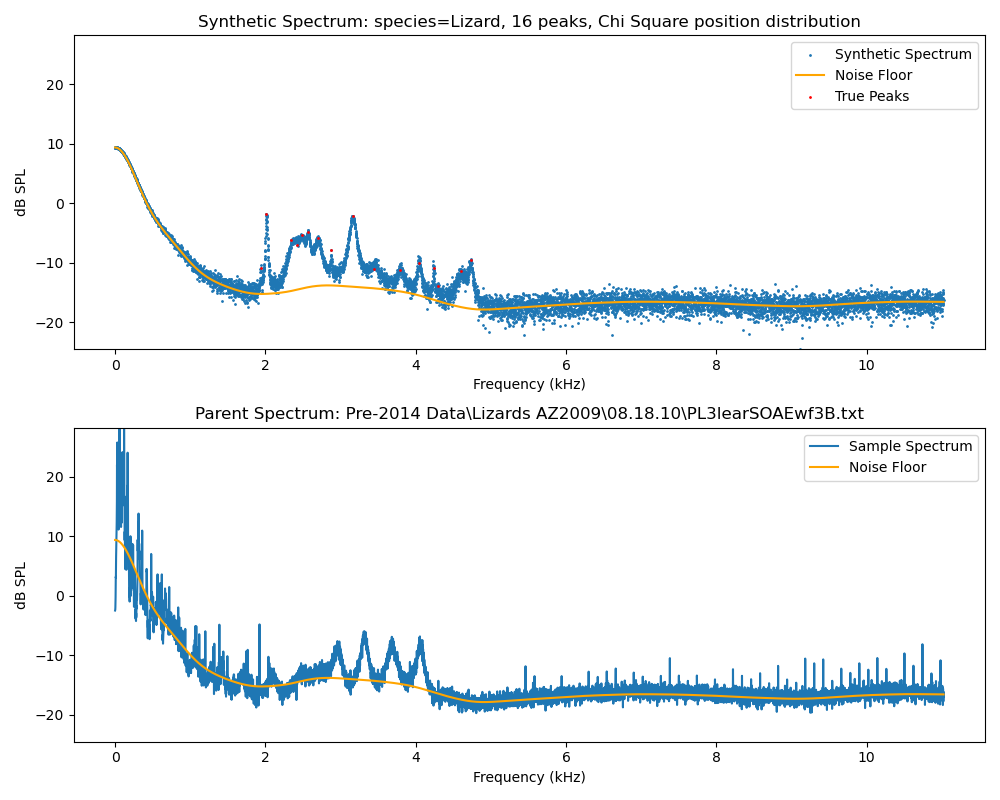 Synthetic Spectrum: species=Lizard, 16 peaks, Chi Square position distribution
dB SPL
20
10
0
−10
−20
Synthetic Spectrum
Noise Floor
True Peaks
0 2 4 6 8 10
Frequency (kHz)
Parent Spectrum: Pre-2014 Data\Lizards AZ2009\08.18.10\PL3learSOAEwf3B.txt
dB SPL
20
10
0
−10
−20
Sample Spectrum
Noise Floor
0 2 4 6 8 10
Frequency (kHz)